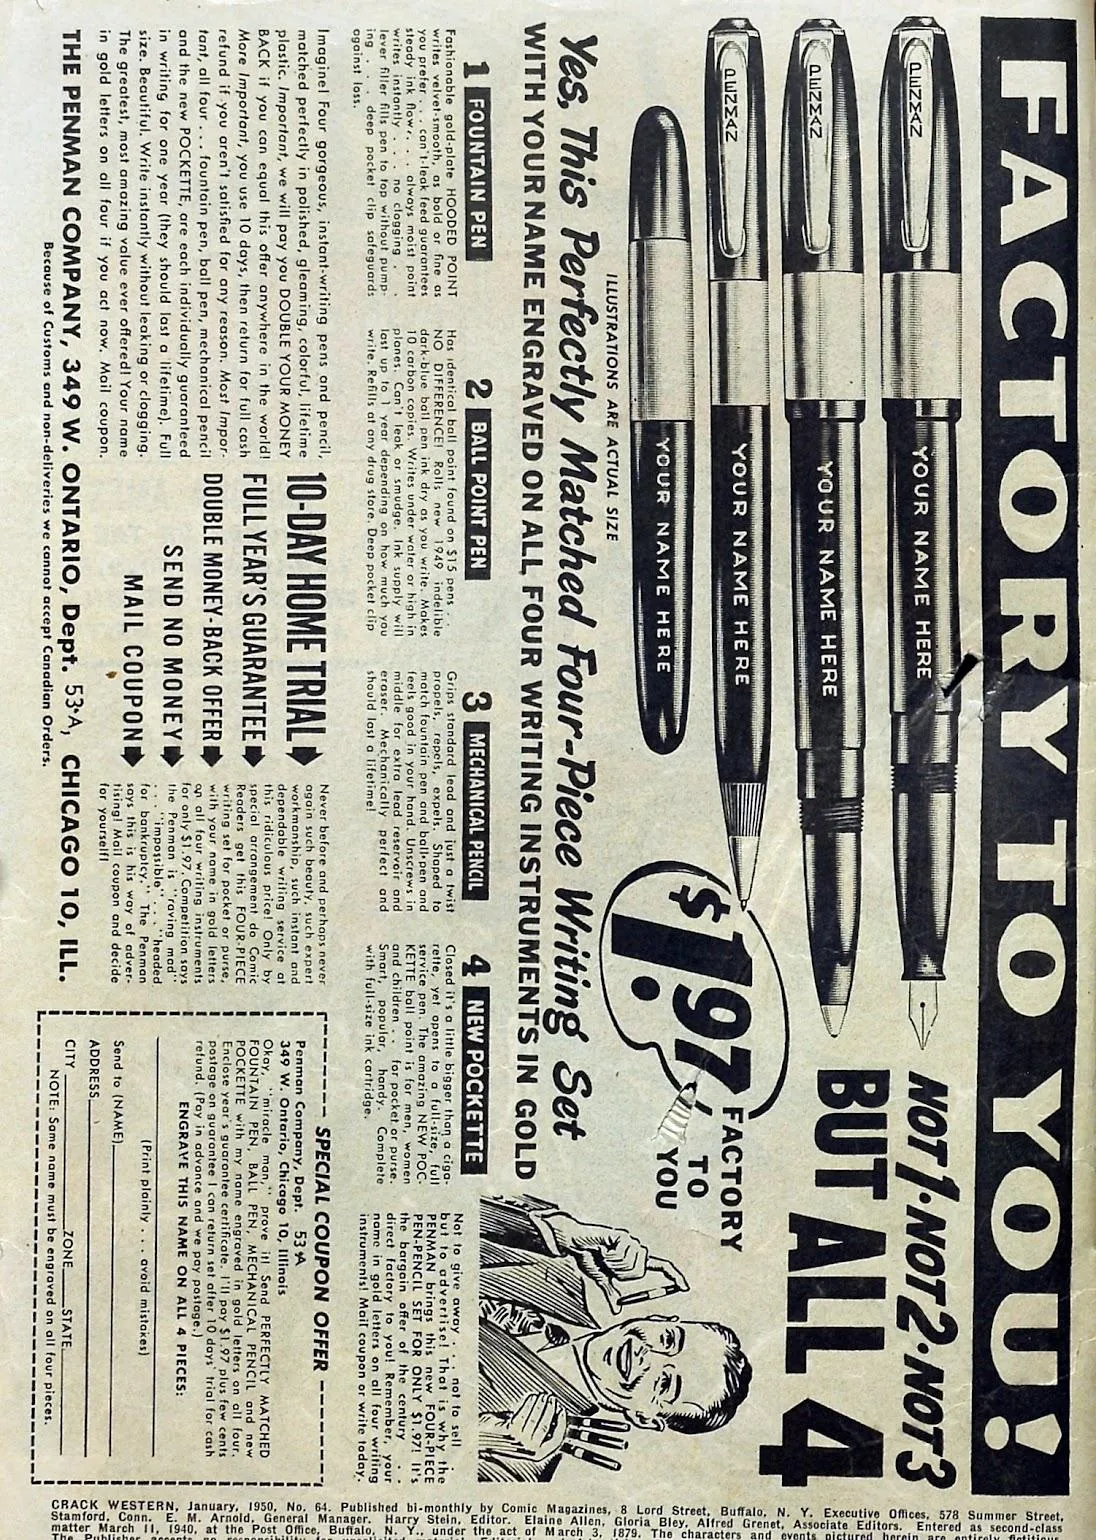 FACTORY TO YOU!
PENMAN
YOUR NAME HERE
PENMAN
YOUR NAME HERE
PENMAN
YOUR NAME HERE
YOUR NAME HERE
NOT 1·NOT 2·NOT 3
BUT ALL 4
$1.97
FACTORY
TO
YOU
ILLUSTRATIONS ARE ACTUAL SIZE
Yes, This Perfectly Matched Four-Piece Writing Set
WITH YOUR NAME ENGRAVED ON ALL FOUR WRITING INSTRUMENTS IN GOLD
1 FOUNTAIN PEN
Fashionable gold-plate HOODED POINT
writes velvet-smooth, as bold or fine as
you prefer . . can't-leak feed guarantees
steady ink flow . . . always moist point
writes instantly . . . no clogging . .
lever filler fills pen to top without pump-
ing . . . deep pocket clip safeguards
against loss.
2 BALL POINT PEN
Has identical ball point found on $15 pens . .
NO DIFFERENCE! Rolls new 1949 indelible
dark-blue ball pen ink dry as you write. Makes
10 carbon copies. Writes under water or high in
planes. Can't leak or smudge. Ink supply will
last up to 1 year depending on how much you
write. Refills at any drug store. Deep pocket clip
3 MECHANICAL PENCIL
Grips standard lead and just a twist
propels, repels, expels. Shaped to
match fountain pen and ball-pen and
feels good in your hand. Unscrews in
middle for extra lead reservoir and
eraser. Mechanically perfect and
should last a lifetime!
4 NEW POCKETTE
Closed it's a little bigger than a ciga-
rette, yet opens to a full-size, full
service pen. The amazing NEW POC-
KETTE ball point is for men, women
and children . . for pocket or purse.
Smart, popular, handy. Complete
with full-size ink cartridge.
Not to give away . . . not to sell
but to advertise! That is why the
PENMAN brings this new FOUR-PIECE
PEN-PENCIL SET FOR ONLY $1.97! It's
the bargain offer of the century . .
direct factory to you! Remember, your
name in gold letters on all four writing
instruments! Mail coupon or write today.
Imagine! Four gorgeous, instant-writing pens and pencil,
matched perfectly in polished, gleaming, colorful, lifetime
plastic. Important, we will pay you DOUBLE YOUR MONEY
BACK if you can equal this offer anywhere in the world!
More Important, you use 10 days, then return for full cash
refund if you aren't satisfied for any reason. Most Impor-
tant, all four . . . fountain pen, ball pen, mechanical pencil
and the new POCKETTE, are each individually guaranteed
in writing for one year (they should last a lifetime). Full
size. Beautiful. Write instantly without leaking or clogging.
The greatest, most amazing value ever offered! Your name
in gold letters on all four if you act now. Mail coupon.
10-DAY HOME TRIAL
FULL YEAR'S GUARANTEE
DOUBLE MONEY-BACK OFFER
SEND NO MONEY
MAIL COUPON
Never before and perhaps never
again such beauty, such expert
workmanship, such instant and
dependable writing service at
this ridiculous price! Only by
special arrangement do Comic
Readers get this FOUR-PIECE
writing set for pocket or purse,
with your name in gold letters
on all four writing instruments
for only $1.97. Competition says
the Penman is "raving mad"
. . . "impossible" . . . "headed
for bankruptcy." The Penman
says this is his way of adver-
tising! Mail coupon and decide
for yourself!
THE PENMAN COMPANY, 349 W. ONTARIO, Dept. 53-A, CHICAGO 10, ILL.
Because of Customs and non-deliveries we cannot accept Canadian Orders.
SPECIAL COUPON OFFER
Penman Company, Dept. 53-A
349 W. Ontario, Chicago 10, Illinois
Okay, "miracle man," prove it! Send PERFECTLY MATCHED
FOUNTAIN PEN, BALL PEN, MECHANICAL PENCIL and new
POCKETTE with my name engraved in gold letters on all four.
Enclose year's guarantee certificate. I'll pay $1.97 plus few cents
postage on guarantee I can return set after 10 days' trial for cash
refund. (Pay in advance and we pay postage.)
ENGRAVE THIS NAME ON ALL 4 PIECES:
(Print plainly . . . avoid mistakes)
Send to (NAME)
ADDRESS
CITY ZONE STATE
NOTE: Same name must be engraved on all four pieces.
CRACK WESTERN, January, 1950, No. 64. Published bi-monthly by Comic Magazines, 8 Lord Street, Buffalo, N. Y. Executive Offices, 578 Summer Street,
Stamford, Conn. E. M. Arnold, General Manager. Harry Stein, Editor. Elaine Allen, Gloria Bley, Alfred Grenet, Associate Editors. Entered as second-class
matter March 11, 1940, at the Post Office, Buffalo, N. Y., under the act of March 3, 1879. The characters and events pictured herein are entirely fictitious.
The Publisher accepts no responsibility for